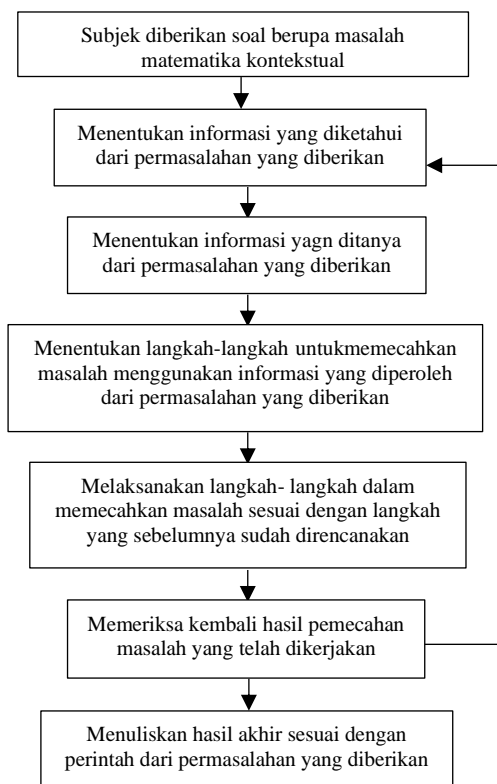 Subjek diberikan soal berupa masalah
matematika kontekstual
Menentukan informasi yang diketahui
dari permasalahan yang diberikan
Menentukan informasi yagn ditanya
dari permasalahan yang diberikan
Menentukan langkah-langkah untukmemecahkan
masalah menggunakan informasi yang diperoleh
dari permasalahan yang diberikan
Melaksanakan langkah- langkah dalam
memecahkan masalah sesuai dengan langkah
yang sebelumnya sudah direncanakan
Memeriksa kembali hasil pemecahan
masalah yang telah dikerjakan
Menuliskan hasil akhir sesuai dengan
perintah dari permasalahan yang diberikan